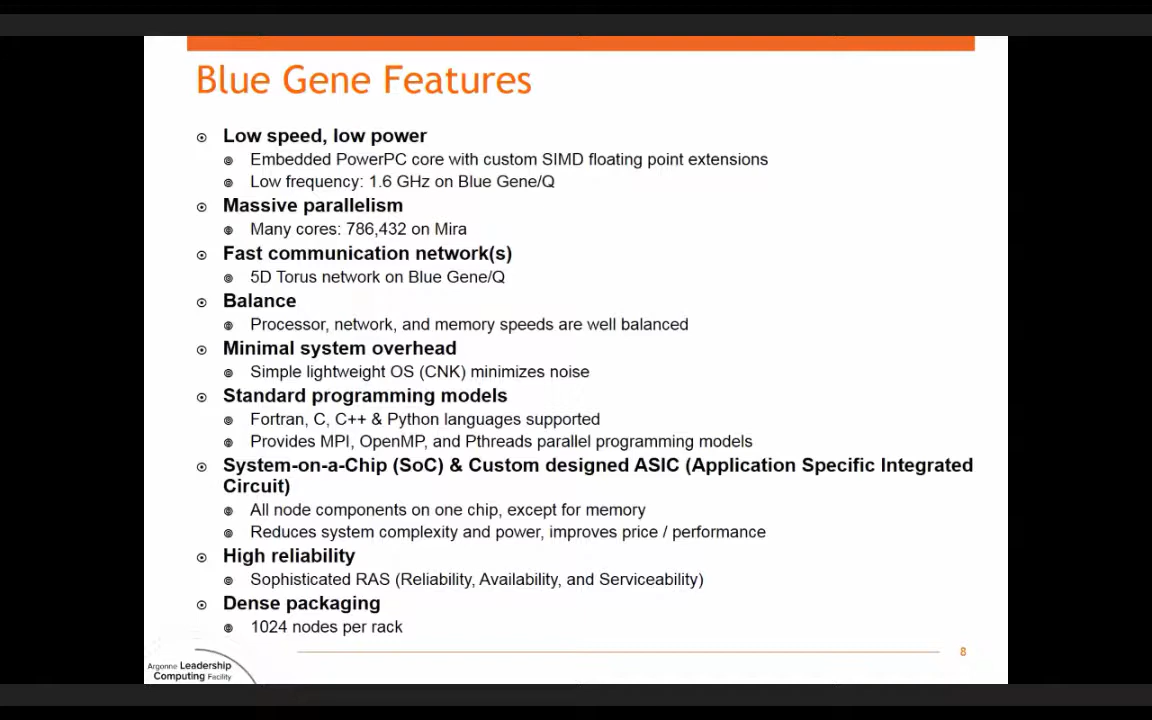 Blue Gene Features
Low speed, low power
Embedded PowerPC core with custom SIMD floating point extensions
Low frequency: 1.6 GHz on Blue Gene/Q
Massive parallelism
Many cores: 786,432 on Mira
Fast communication network(s)
5D Torus network on Blue Gene/Q
Balance
Processor, network, and memory speeds are well balanced
Minimal system overhead
Simple lightweight OS (CNK) minimizes noise
Standard programming models
Fortran, C, C++ & Python languages supported
Provides MPI, OpenMP, and Pthreads parallel programming models
System-on-a-Chip (SoC) & Custom designed ASIC (Application Specific Integrated
Circuit)
All node components on one chip, except for memory
Reduces system complexity and power, improves price / performance
High reliability
Sophisticated RAS (Reliability, Availability, and Serviceability)
Dense packaging
1024 nodes per rack
8
Argonne Leadership
Computing Facility